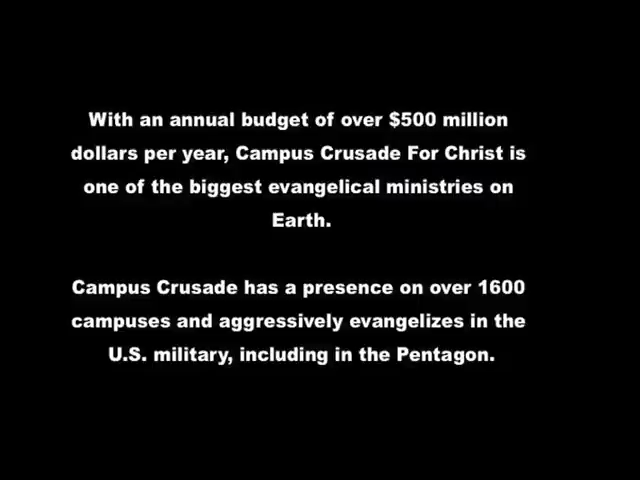 With an annual budget of over $500 million
dollars per year, Campus Crusade For Christ is
one of the biggest evangelical ministries on
Earth.
Campus Crusade has a presence on over 1600
campuses and aggressively evangelizes in the
U.S. military, including in the Pentagon.